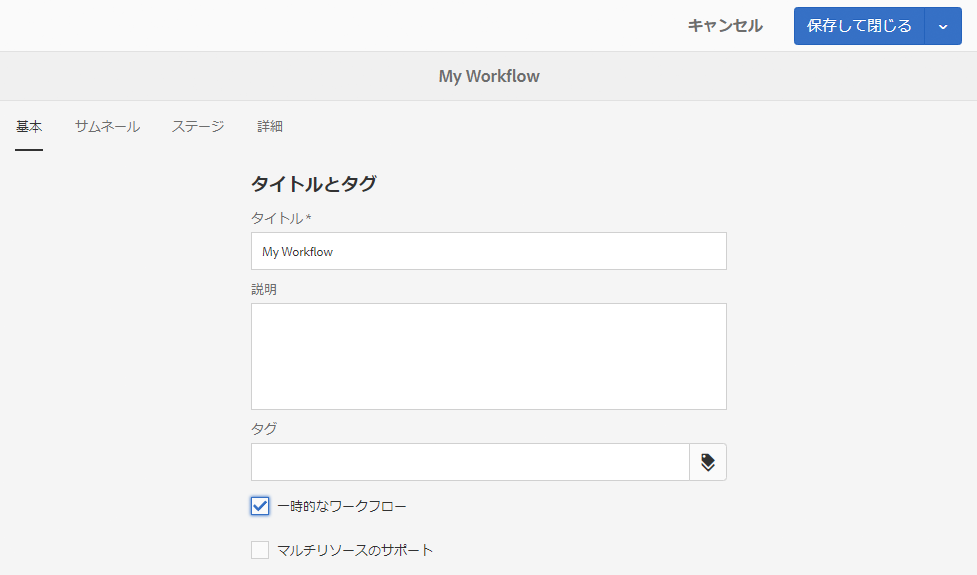 キャンセル 保存して閉じる
My Workflow
基本 サムネール ステージ 詳細
タイトルとタグ
タイトル *
My Workflow
説明
タグ
一時的なワークフロー
マルチリソースのサポート